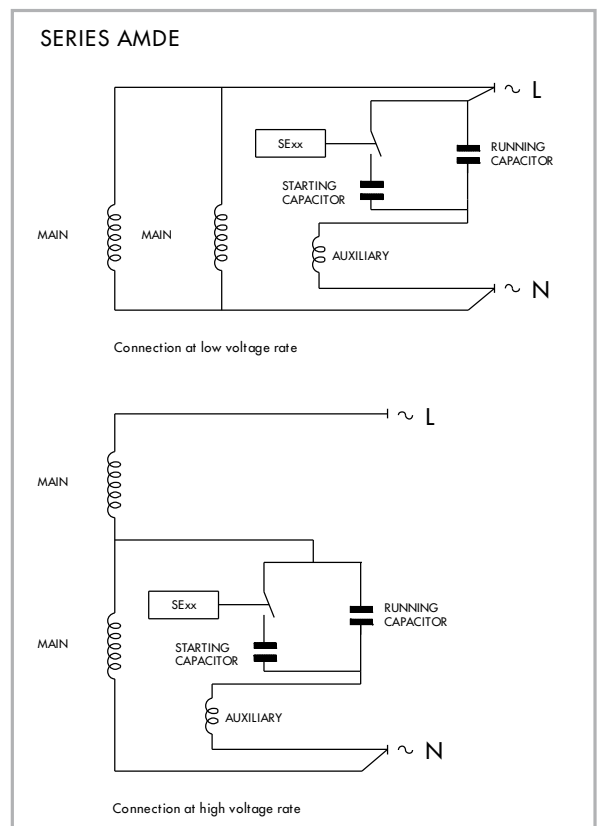 SERIES AMDE
~ L
SExx
RUNNING
CAPACITOR
STARTING
CAPACITOR
MAIN
MAIN
AUXILIARY
~ N
Connection at low voltage rate
~ L
MAIN
SExx
RUNNING
CAPACITOR
MAIN
STARTING
CAPACITOR
AUXILIARY
~ N
Connection at high voltage rate